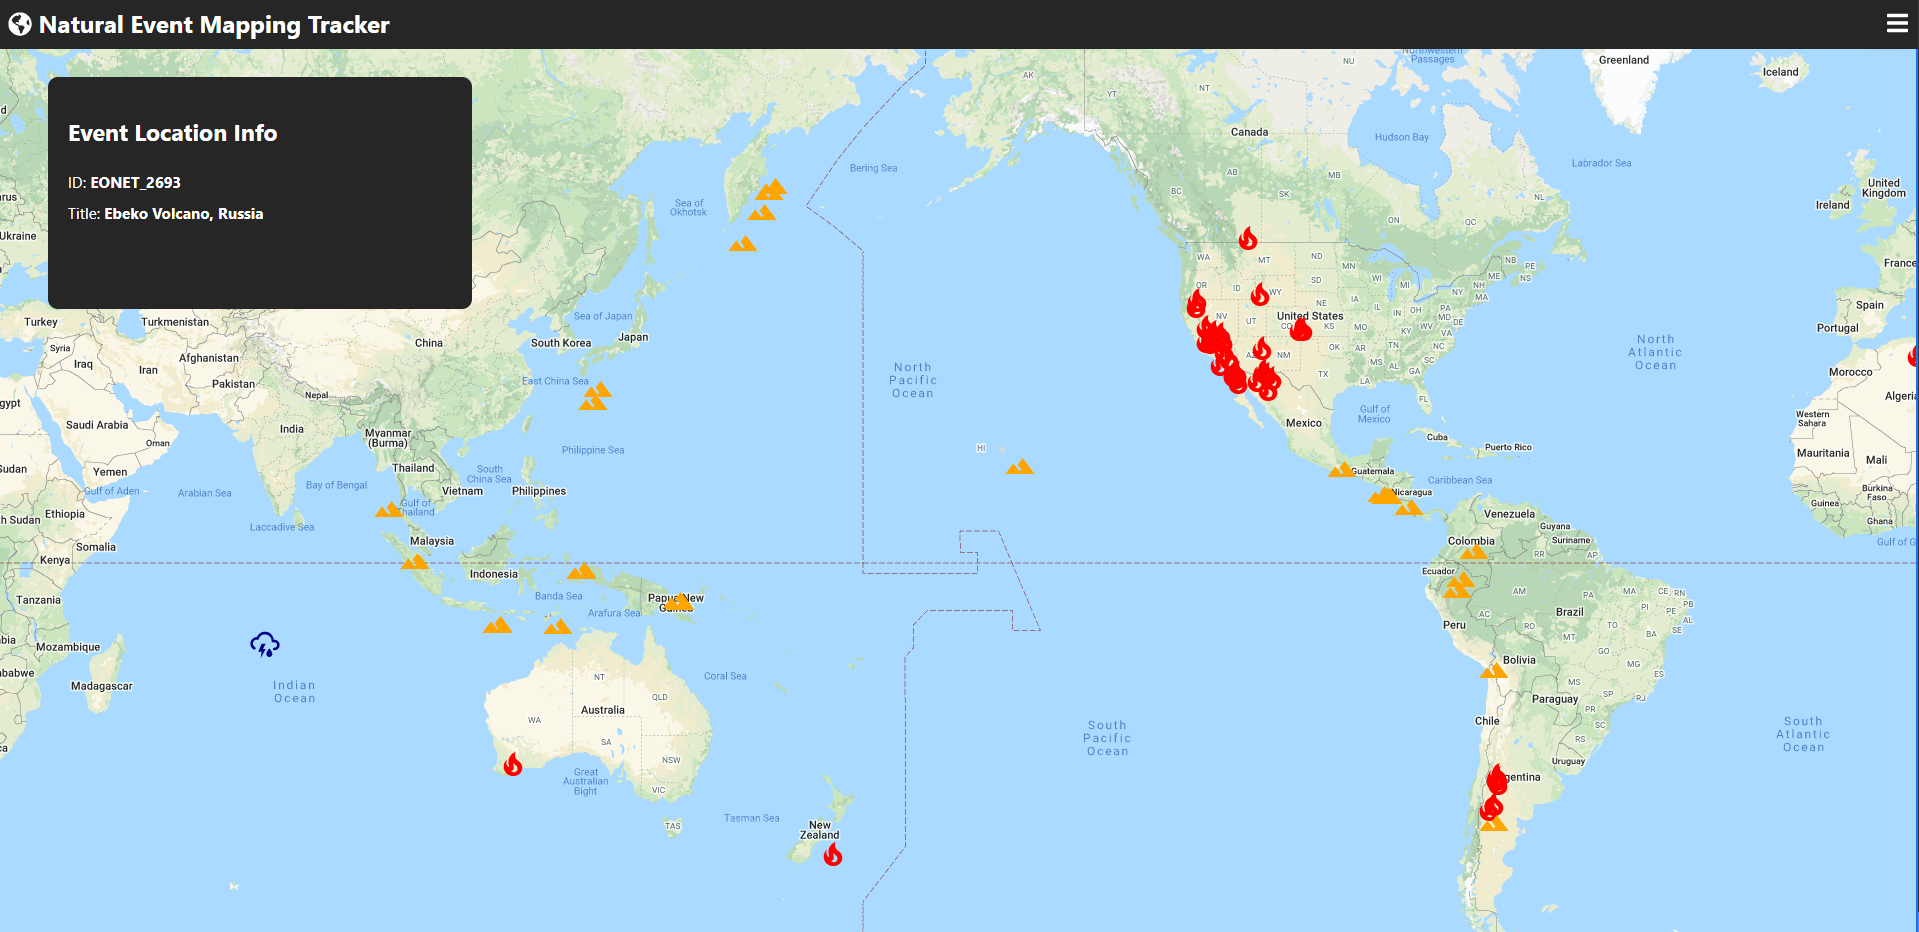 Natural Event Mapping Tracker
Event Location Info
ID: EONET_2693
Title: Ebeko Volcano, Russia
Northwestern
Passages
Greenland
Iceland
NU
AK
YT
NT
Canada
Hudson Bay
Labrador Sea
Bering Sea
Sea of
Okhotsk
United
Kingdom
Ireland
BC
AB
SK
MB
ON
QC
NL
Ukraine
NB
PE
NS
France
WA
MT
ND
MN
OR
ID
WY
SD
WI
MI
NY
NH
MA
ME
Spain
Portugal
NV
UT
CO
United States
NE
KS
IA
IL
IN
OH
PA
MD
DE
MO
KY
WV
VA
Turkey
Turkmenistan
Sea of Japan
Japan
South Korea
China
Syria
Iraq
Iran
Afghanistan
Pakistan
AZ
NM
OK
AR
TN
NC
MS
AL
SC
GA
TX
LA
FL
North
Atlantic
Ocean
Morocco
Algeria
North
Pacific
Ocean
East China Sea
Nepal
gypt
Saudi Arabia
Oman
India
Myanmar
(Burma)
Gulf of
Mexico
Mexico
Cuba
Puerto Rico
Western
Sahara
Mauritania
Mali
HI
Philippine Sea
Sudan
Yemen
Gulf of Aden
Arabian Sea
Bay of Bengal
Thailand
South
China Sea
Vietnam
Philippines
Gulf of
Thailand
Guatemala
Caribbean Sea
Nicaragua
Burkina
Faso
Guinea
Ghana
th Sudan
Ethiopia
Laccadive Sea
Somalia
Kenya
Malaysia
Indonesia
Venezuela
Guyana
Suriname
Colombia
RR
AP
Ecuador
Gulf of G
Tanzania
Banda Sea
Arafura Sea
Papua New
Guinea
AM
PA
MA
CE
RN
PB
PI
PE
AL
SE
AC
RO
TO
MT
BA
Brazil
Peru
bia
Mozambique
babwe
Madagascar
Indian
Ocean
Coral Sea
NT
QLD
WA
Australia
SA
NSW
VIC
TAS
Great
Australian
Bight
Tasman Sea
New
Zealand
South
Pacific
Ocean
Bolivia
GO
MG
ES
MS
SP
RJ
Paraguay
PR
SC
RS
Chile
Uruguay
gentina
South
Atlantic
Ocean